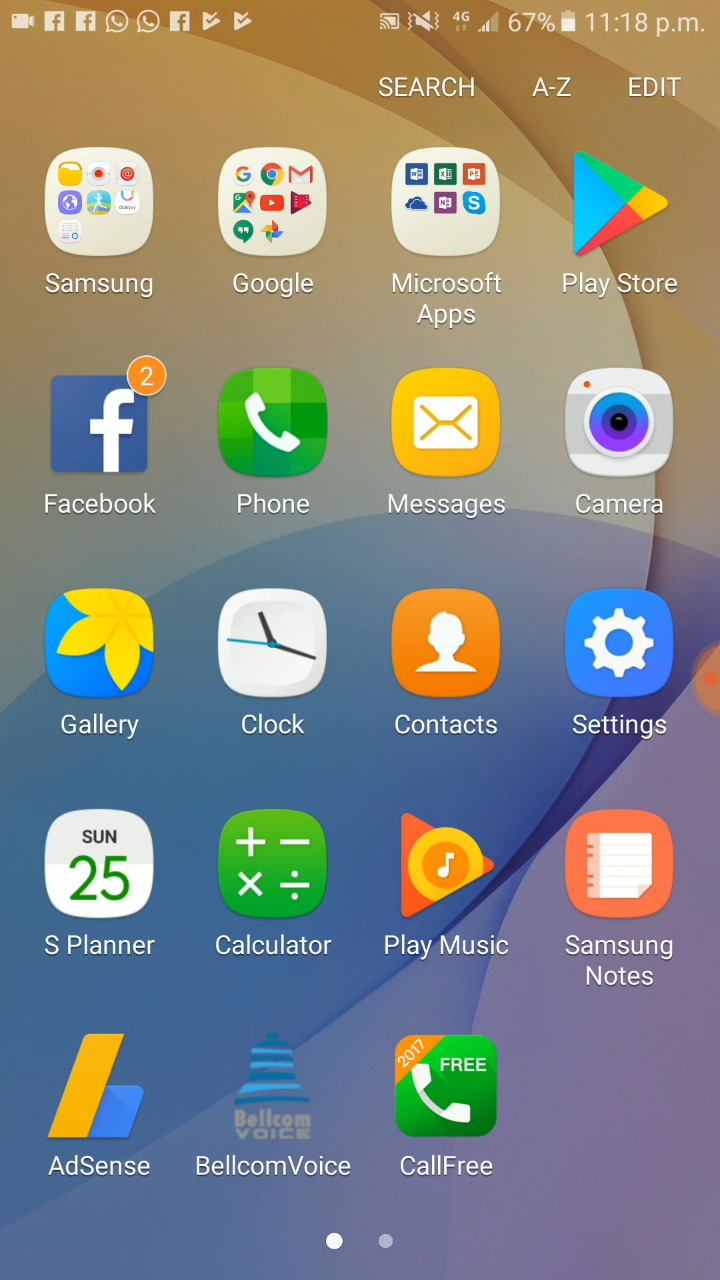 4G 67% 11:18 p.m.
SEARCH A-Z EDIT
Samsung Google Microsoft Apps Play Store
2
Facebook Phone Messages Camera
Gallery Clock Contacts Settings
SUN
25
S Planner Calculator Play Music Samsung Notes
2017 FREE
Bellcom
VOICE
AdSense BellcomVoice CallFree